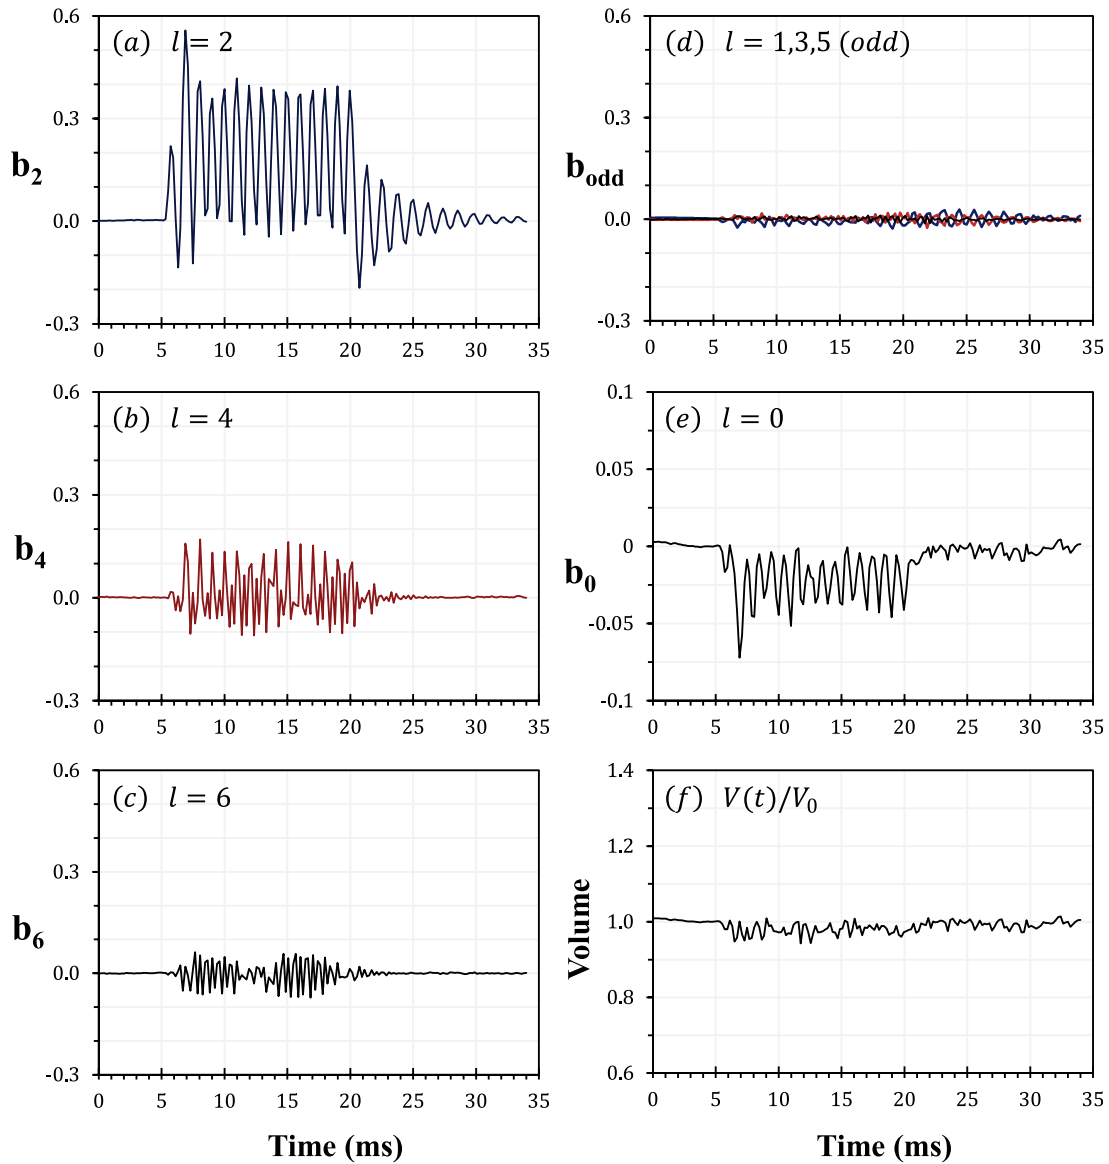 (a) l = 2
0.6
0.3
0.0
-0.3
b2
0 5 10 15 20 25 30 35
(d) l = 1,3,5 (odd)
0.6
0.3
0.0
-0.3
bodd
0 5 10 15 20 25 30 35
(b) l = 4
0.6
0.3
0.0
-0.3
b4
0 5 10 15 20 25 30 35
(e) l = 0
0.1
0.05
0
-0.05
-0.1
b0
0 5 10 15 20 25 30 35
(c) l = 6
0.6
0.3
0.0
-0.3
b6
0 5 10 15 20 25 30 35
Time (ms)
(f) V(t)/V0
1.4
1.2
1.0
0.8
0.6
Volume
0 5 10 15 20 25 30 35
Time (ms)